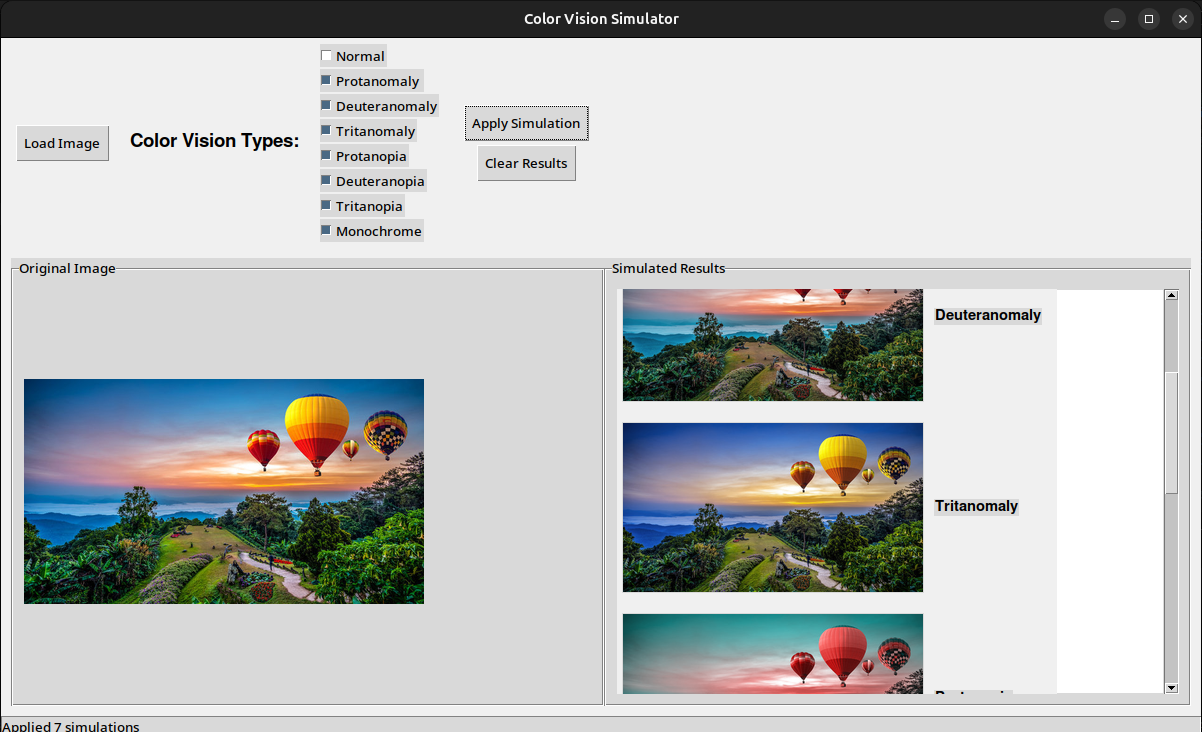 Color Vision Simulator
Normal
Protanomaly
Deuteranomaly
Tritanomaly
Protanopia
Deuteranopia
Tritanopia
Monochrome
Load Image
Color Vision Types:
Apply Simulation
Clear Results
Original Image
Simulated Results
Deuteranomaly
Tritanomaly
Applied 7 simulations